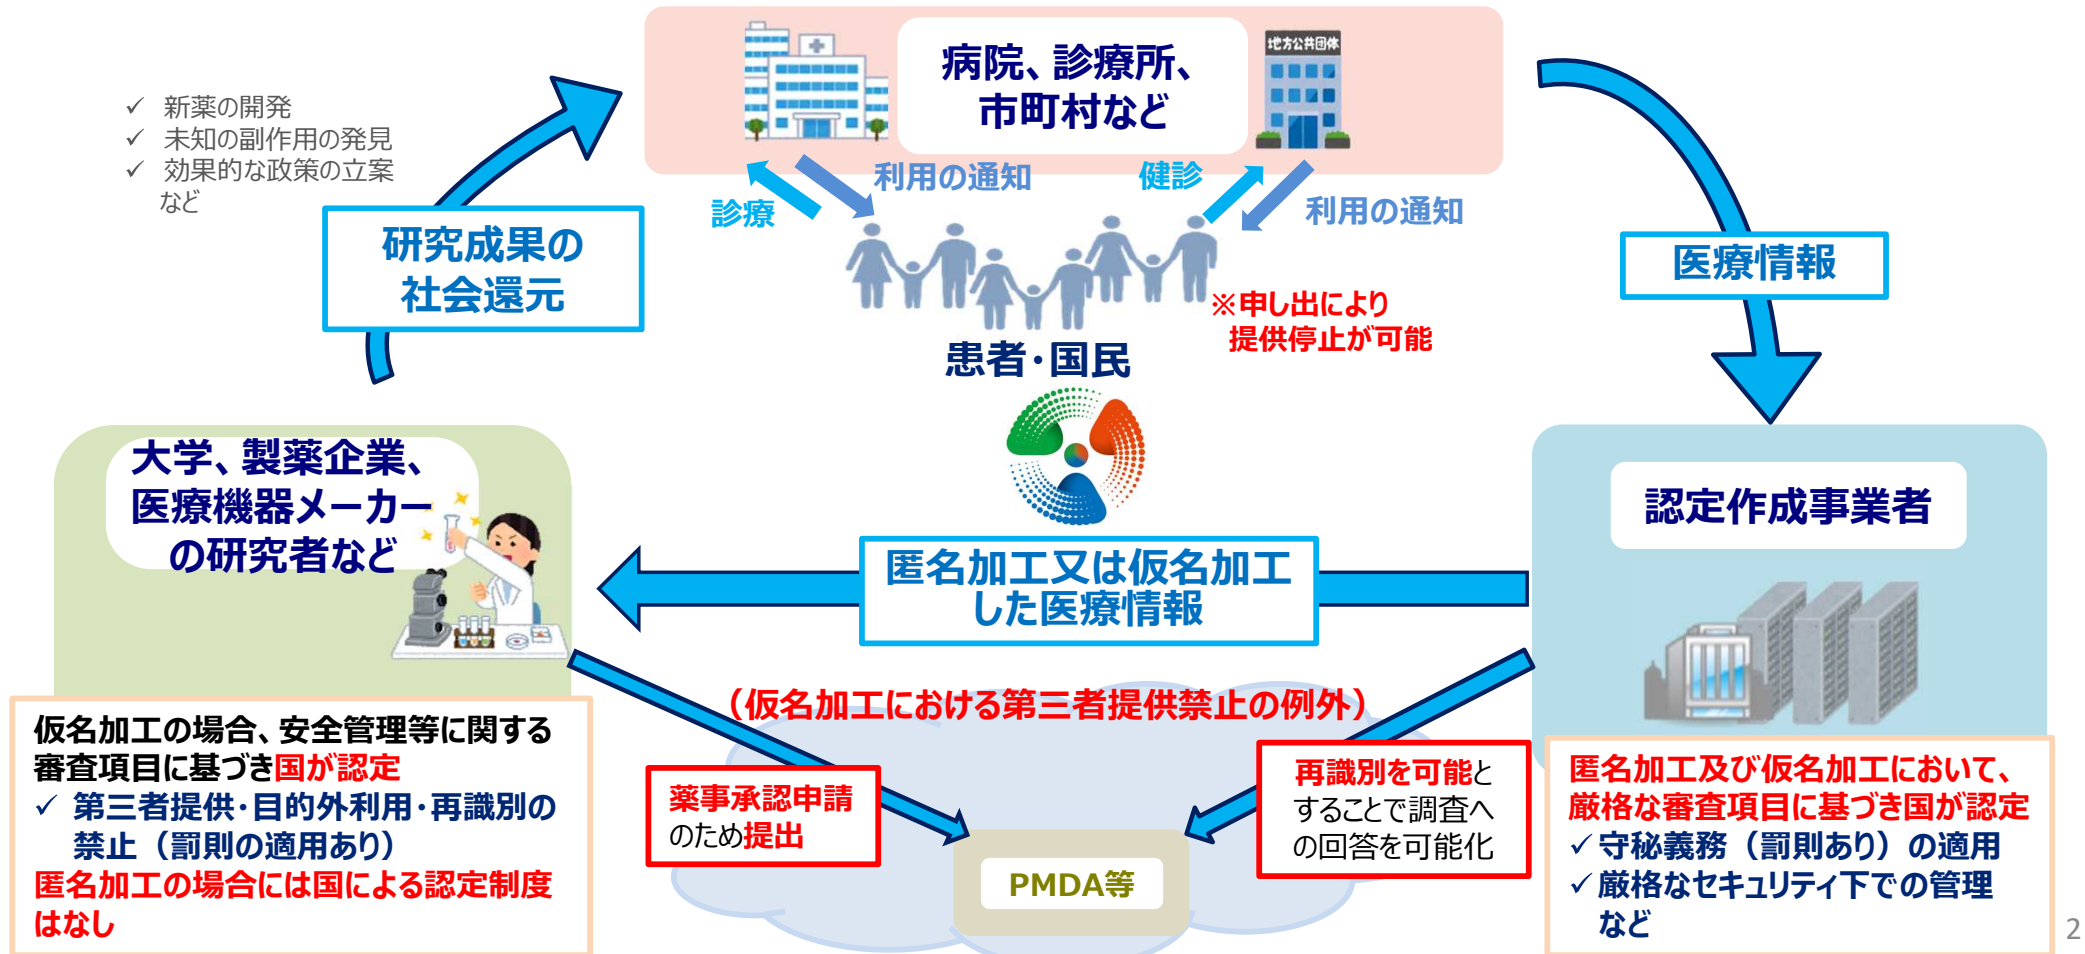 病院、診療所、
市町村など
地方公共団体
✓ 新薬の開発
✓ 未知の副作用の発見
✓ 効果的な政策の立案
など
利用の通知
診療
健診
利用の通知
研究成果の
社会還元
医療情報
※申し出により
提供停止が可能
患者・国民
大学、製薬企業、
医療機器メーカー
の研究者など
認定作成事業者
匿名加工又は仮名加工
した医療情報
（仮名加工における第三者提供禁止の例外）
仮名加工の場合、安全管理等に関する
審査項目に基づき国が認定
✓ 第三者提供・目的外利用・再識別の
禁止（罰則の適用あり）
匿名加工の場合には国による認定制度
はなし
薬事承認申請
のため提出
再識別を可能と
することで調査へ
の回答を可能化
PMDA等
匿名加工及び仮名加工において、
厳格な審査項目に基づき国が認定
✓守秘義務（罰則あり）の適用
✓厳格なセキュリティ下での管理
など
2